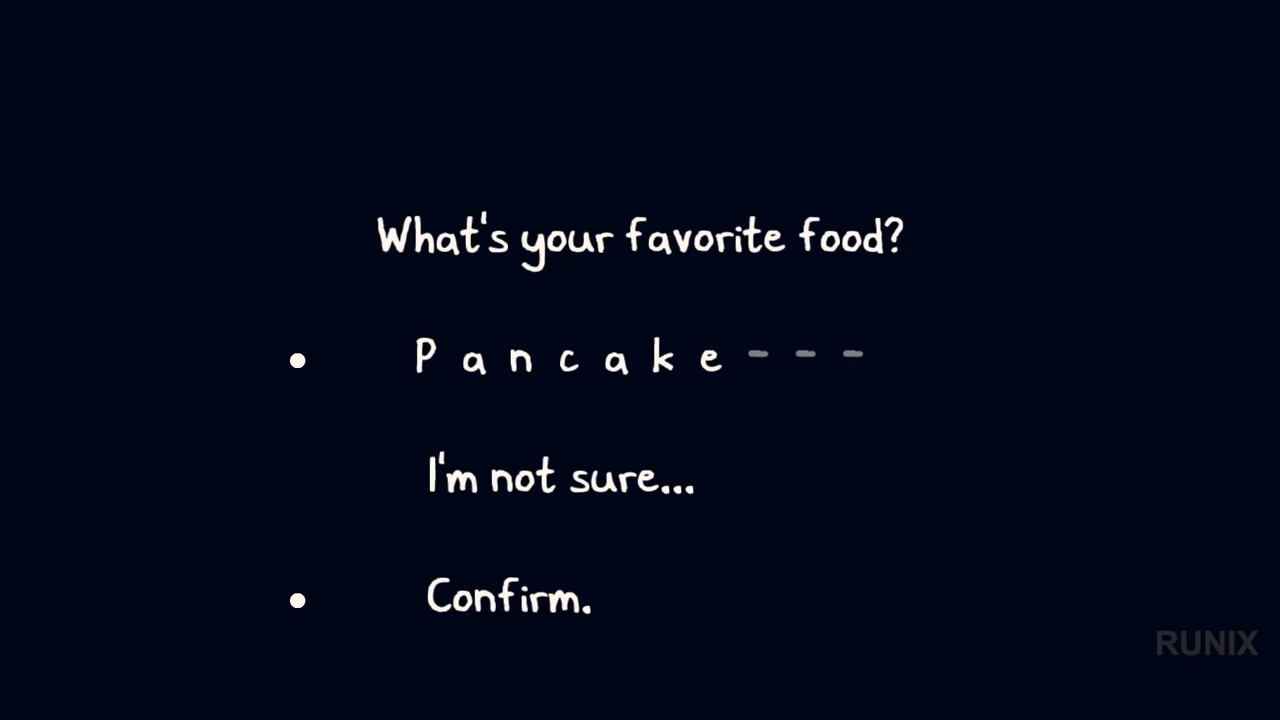 What's your favorite food?
P a n c a k e - - -
I'm not sure...
Confirm.
RUNIX